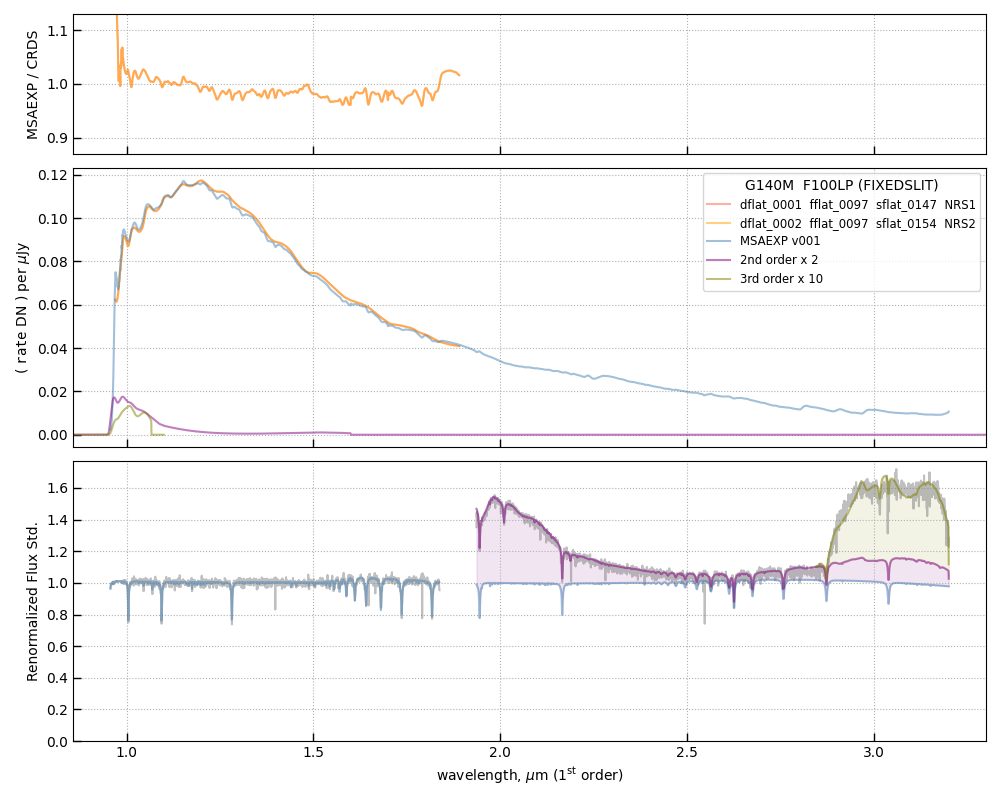 1.1
1.0
0.9
MSAEXP / CRDS
0.12
0.10
0.08
0.06
0.04
0.02
0.00
( rate DN ) per μJy
G140M F100LP (FIXEDSLIT)
dflat_0001 fflat_0097 sflat_0147 NRS1
dflat_0002 fflat_0097 sflat_0154 NRS2
MSAEXP v001
2nd order x 2
3rd order x 10
1.6
1.4
1.2
1.0
0.8
0.6
0.4
0.2
0.0
Renormalized Flux Std.
1.0 1.5 2.0 2.5 3.0
wavelength, μm (1st order)